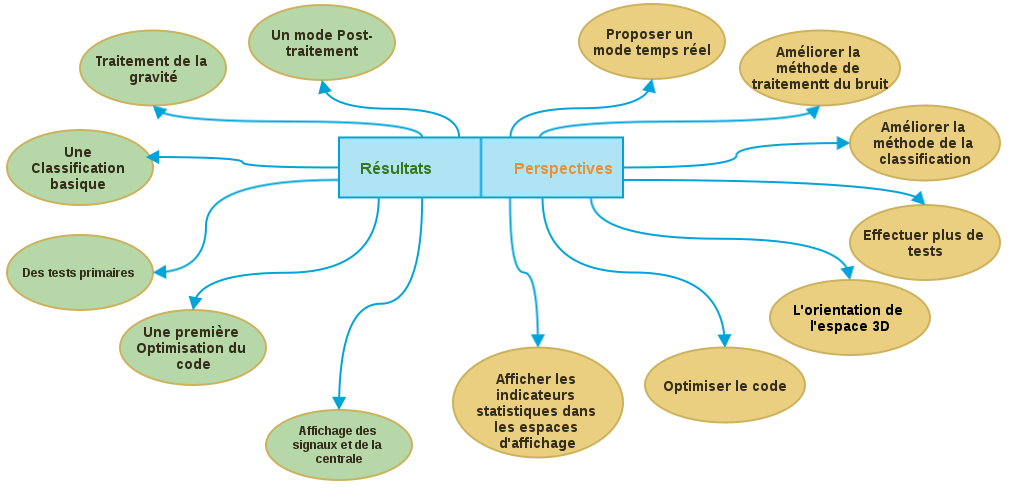 Un mode Post-
traitement
Traitement de la
gravité
Une
Classification
basique
Des tests primaires
Une première
Optimisation du
code
Affichage des
signaux et de la
centrale
Résultats
Perspectives
Proposer un
mode temps réel
Améliorer la
méthode de
traitementt du bruit
Améliorer la
méthode de la
classification
Effectuer plus de
tests
L'orientation de
l'espace 3D
Optimiser le code
Afficher les
indicateurs
statistiques dans
les espaces
d'affichage